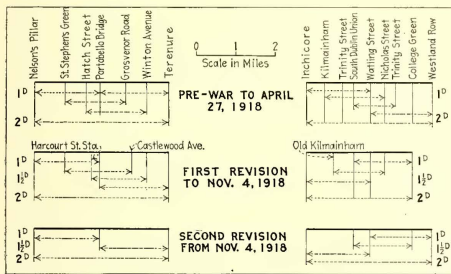 Nelson's Pillar
St. Stephen's Green
Hatch Street
Portobello Bridge
Grosvenor Road
Winton Avenue
Terenure
0 1 2
Scale in Miles
Inchicore
Kilmainham
Trinity Street
South Dublin Union
Watling Street
Nicholas Street
Trinity Street
College Green
Westland Row
1D
2D
PRE-WAR TO APRIL
27, 1918
1D
2D
Harcourt St. Sta.
Castlewood Ave.
Old Kilmainham
1D
1½D
2D
FIRST REVISION
TO NOV. 4, 1918
1D
1½D
2D
1D
1½D
2D
SECOND REVISION
FROM NOV. 4, 1918
1D
1½D
2D